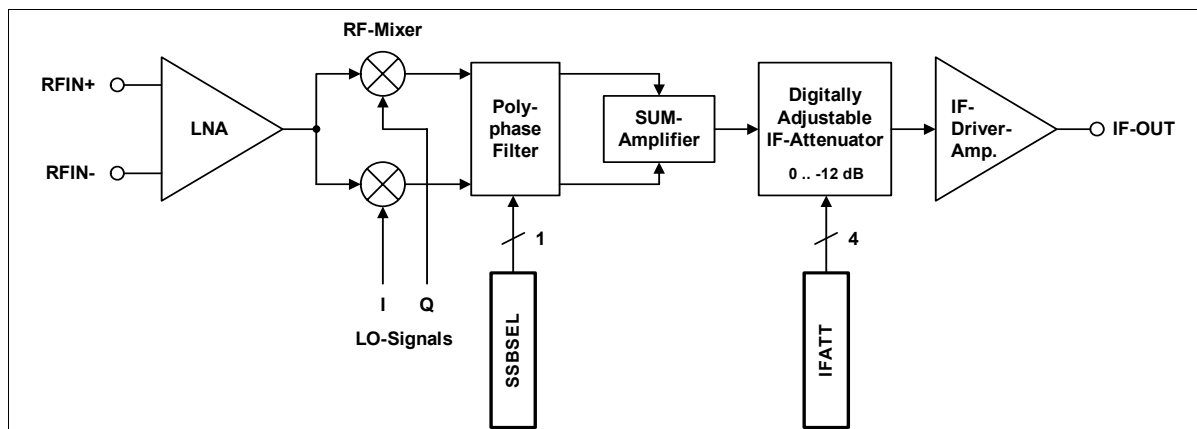 RF-Mixer
RFIN+
RFIN-
LNA
Poly-
phase
Filter
SUM-
Amplifier
Digitally
Adjustable
IF-Attenuator
0 .. -12 dB
IF-
Driver-
Amp.
IF-OUT
1
4
I
Q
LO-Signals
SSBSEL
IFATT